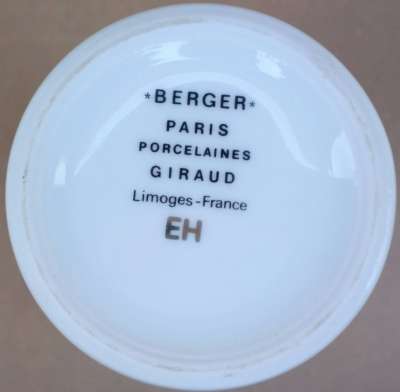 *BERGER*
PARIS
PORCELAINES
GIRAUD
Limoges-France
EH